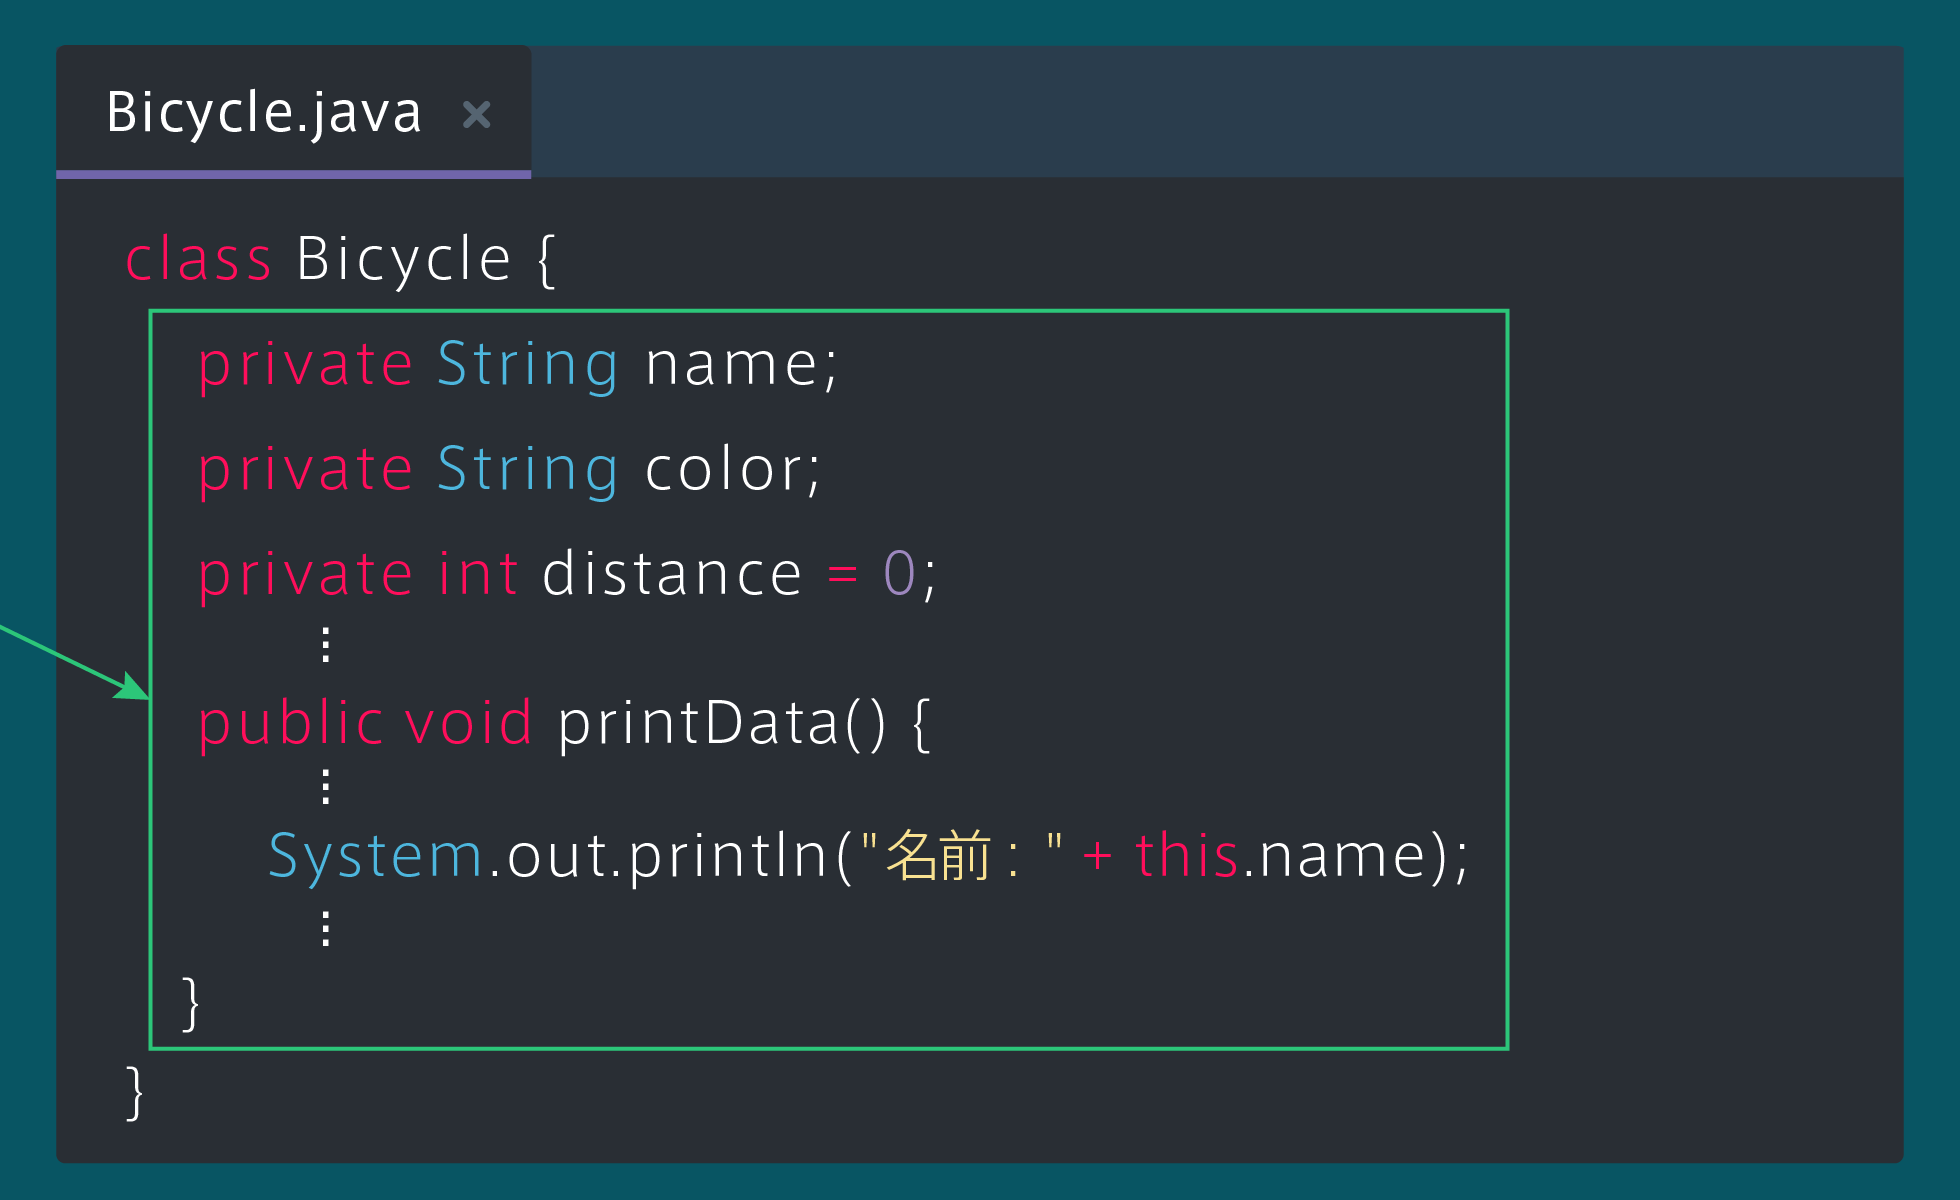 Bicycle.java ×
class Bicycle {
private String name;
private String color;
private int distance = 0;
⋮
public void printData() {
⋮
System.out.println("名前 : " + this.name);
⋮
}
}